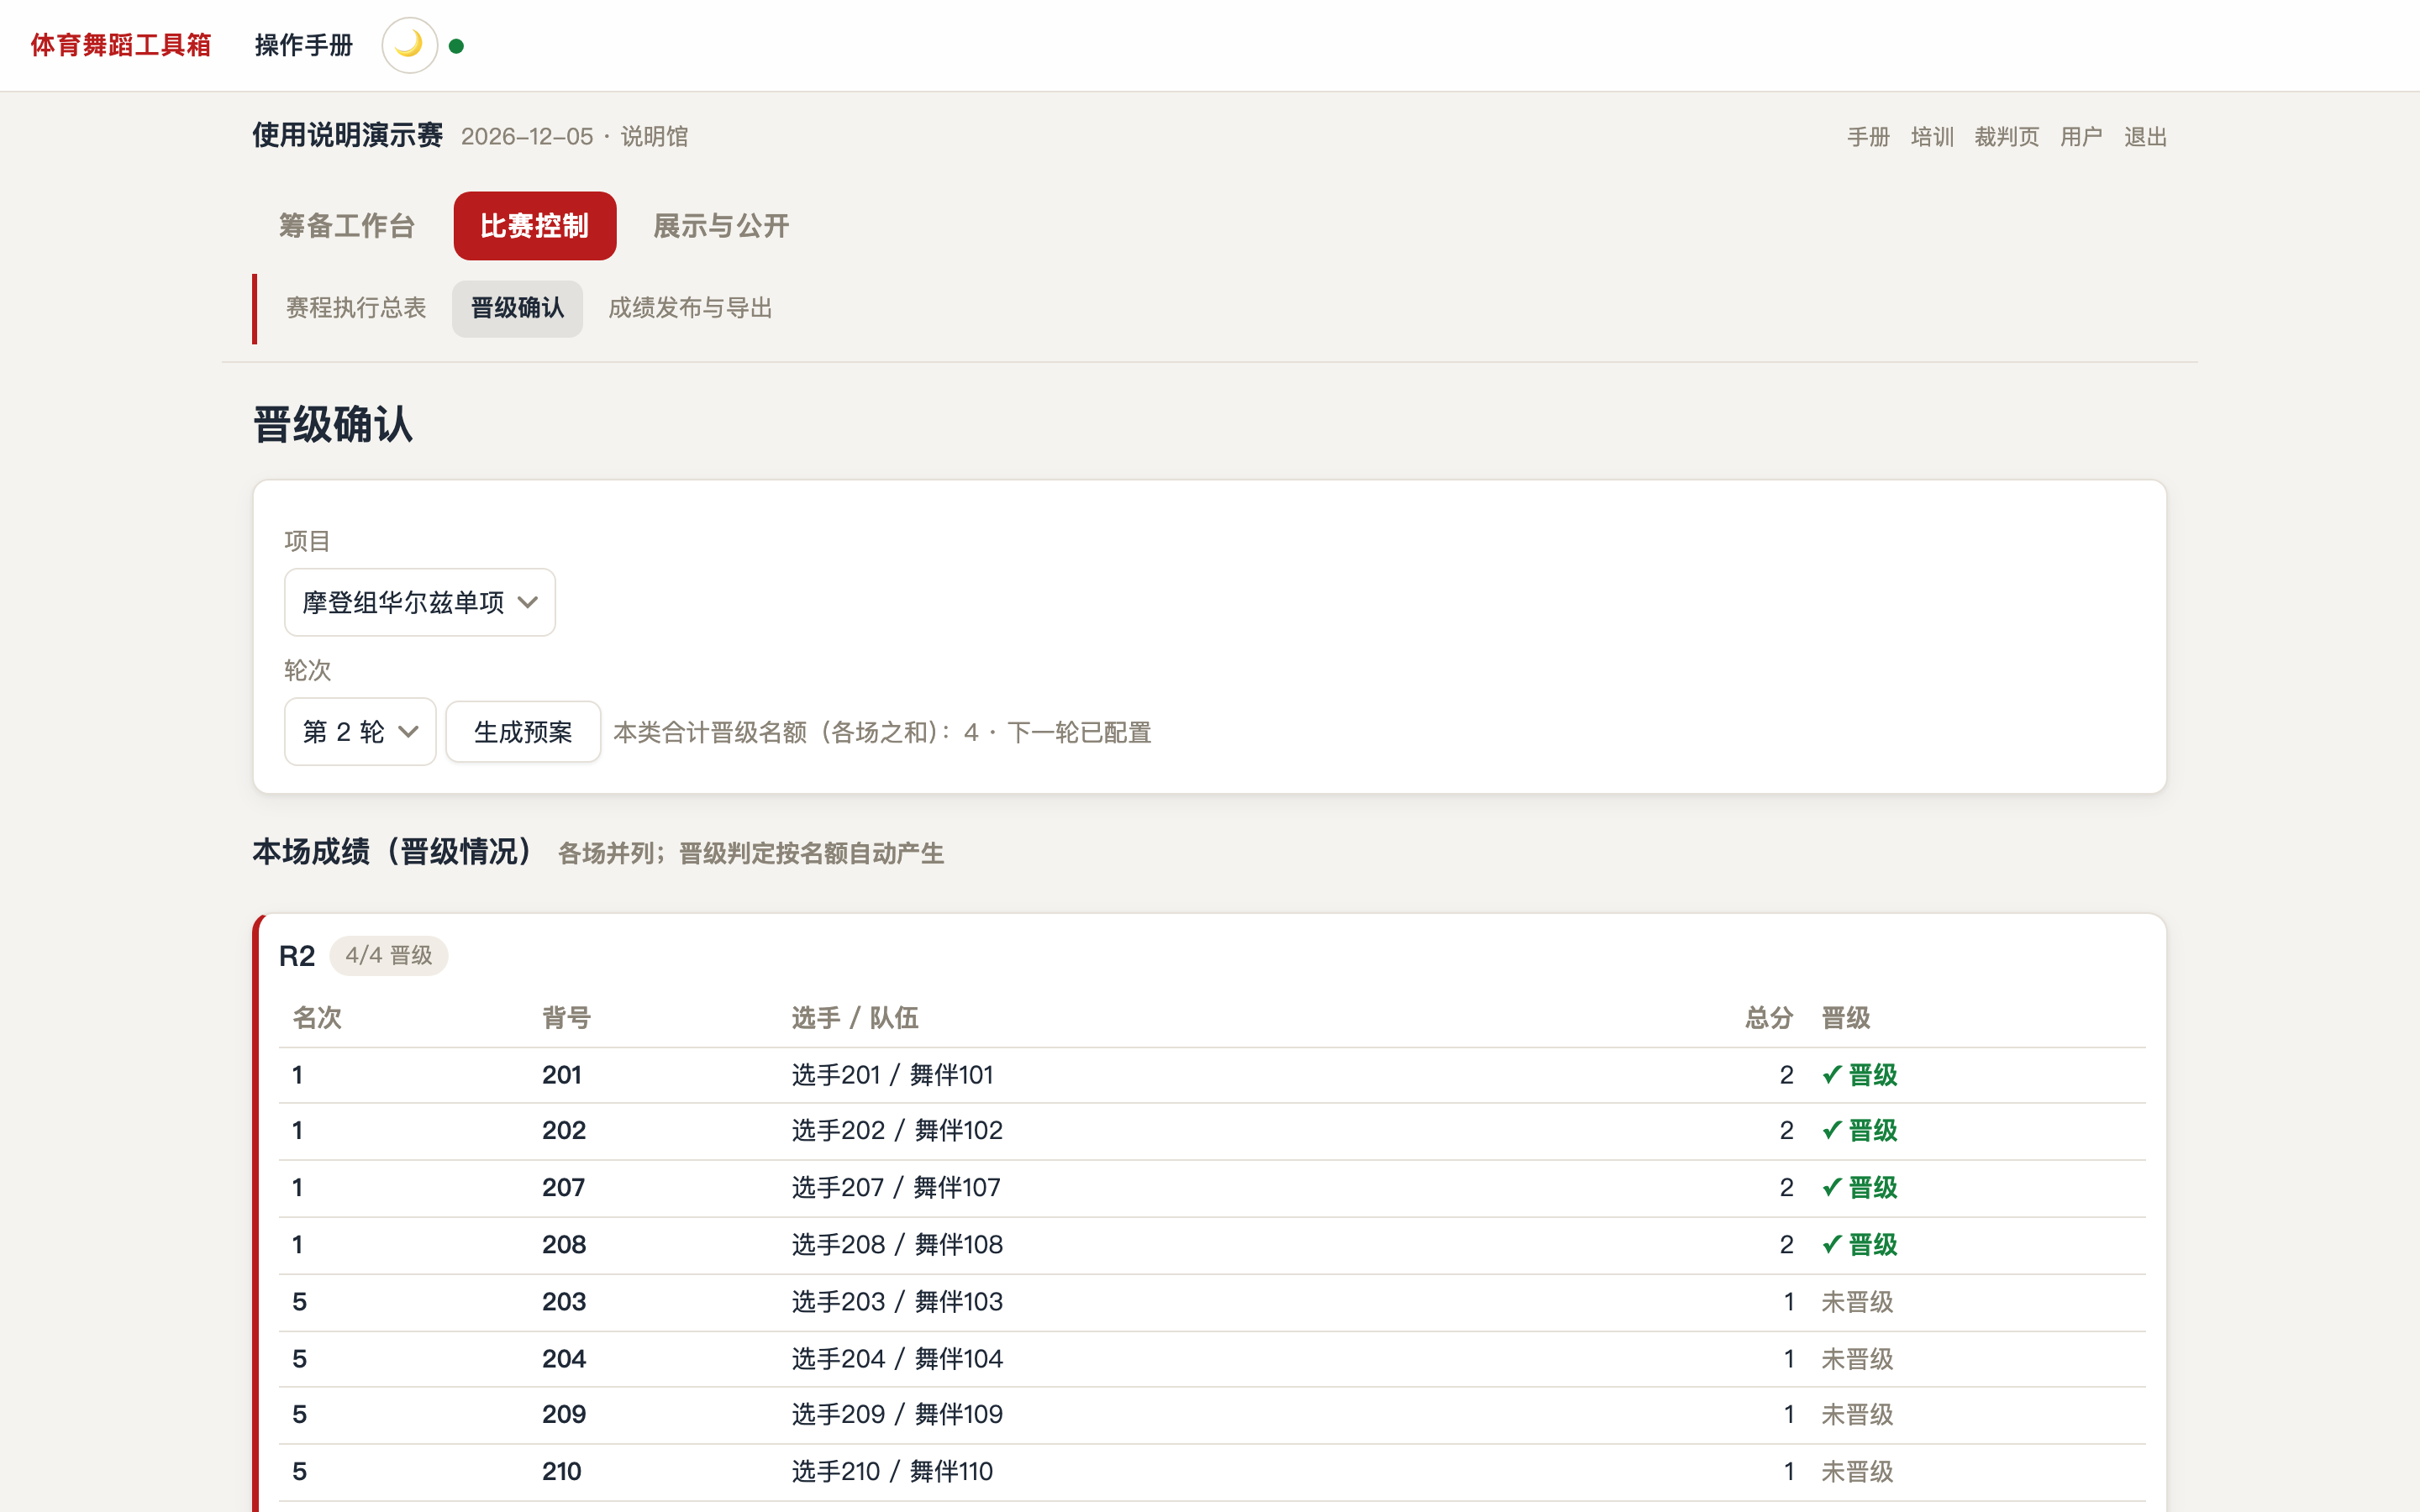 体育舞蹈工具箱 操作手册
使用说明演示赛 2026-12-05 · 说明馆 手册 培训 裁判页 用户 退出
筹备工作台 比赛控制 展示与公开
赛程执行总表 晋级确认 成绩发布与导出
晋级确认
项目
摩登组华尔兹单项
轮次
第 2 轮 生成预案 本类合计晋级名额（各场之和）：4 · 下一轮已配置
本场成绩（晋级情况） 各场并列；晋级判定按名额自动产生
R2 4/4 晋级
名次 背号 选手 / 队伍 总分 晋级
1 201 选手201 / 舞伴101 2 ✓ 晋级
1 202 选手202 / 舞伴102 2 ✓ 晋级
1 207 选手207 / 舞伴107 2 ✓ 晋级
1 208 选手208 / 舞伴108 2 ✓ 晋级
5 203 选手203 / 舞伴103 1 未晋级
5 204 选手204 / 舞伴104 1 未晋级
5 209 选手209 / 舞伴109 1 未晋级
5 210 选手210 / 舞伴110 1 未晋级